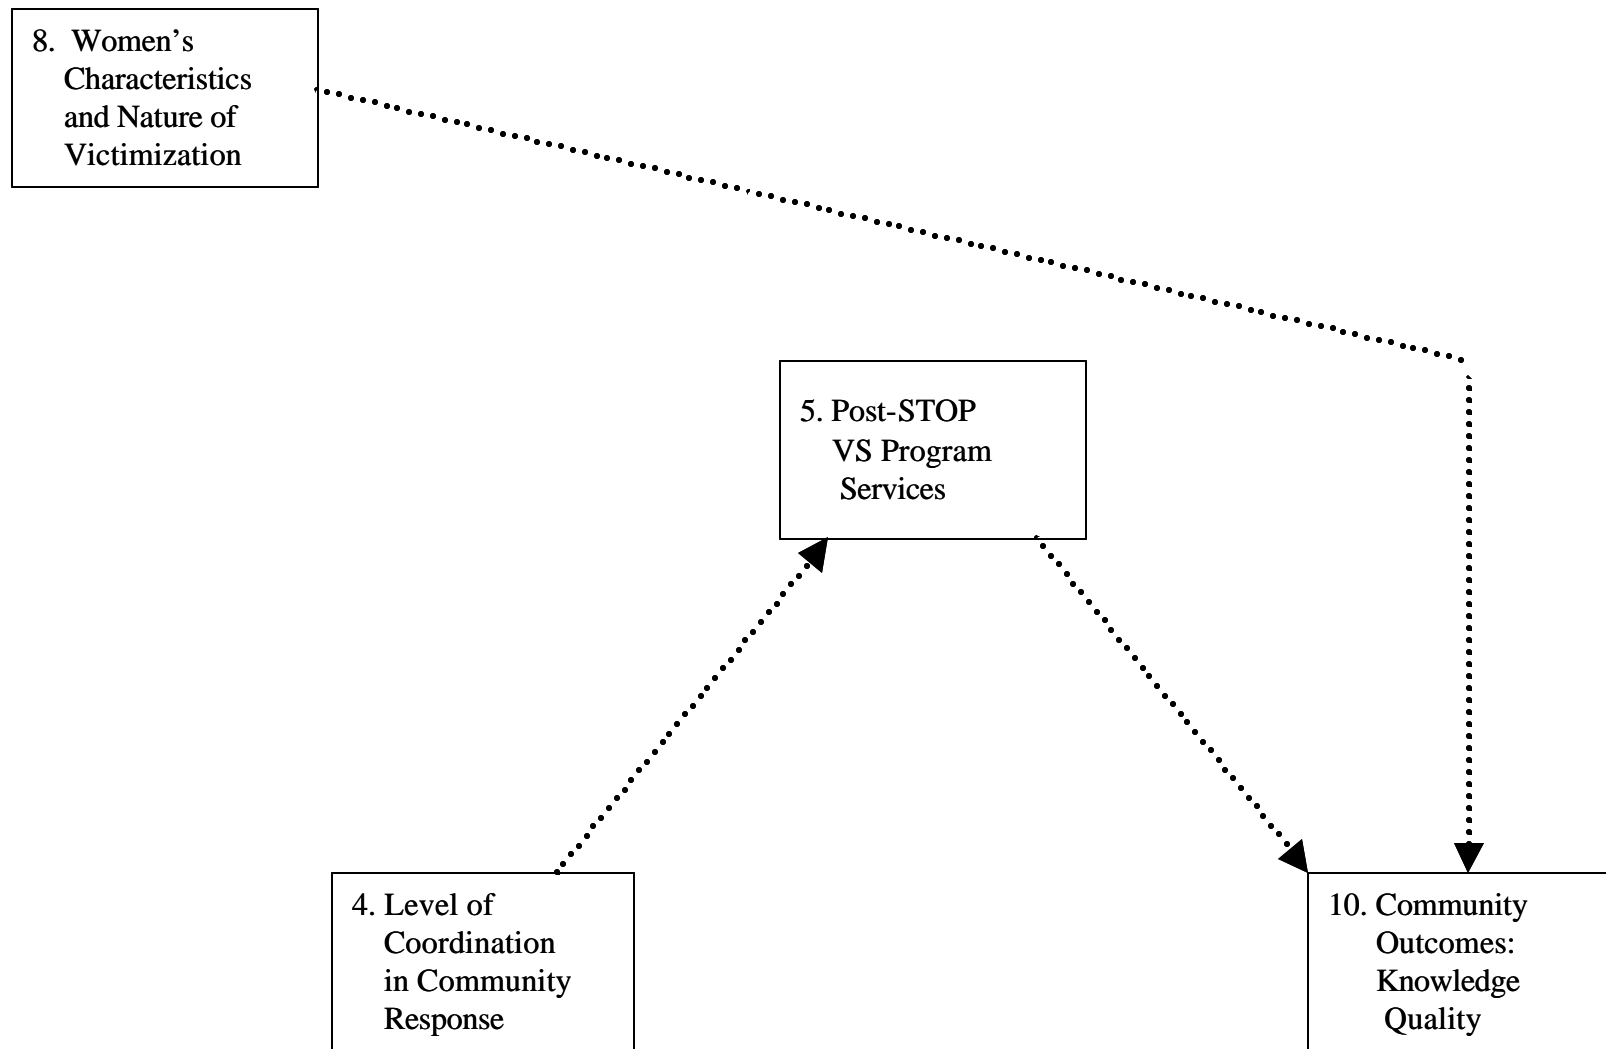 8. Women’s
Characteristics
and Nature of
Victimization
5. Post-STOP
VS Program
Services
4. Level of
Coordination
in Community
Response
10. Community
Outcomes:
Knowledge
Quality